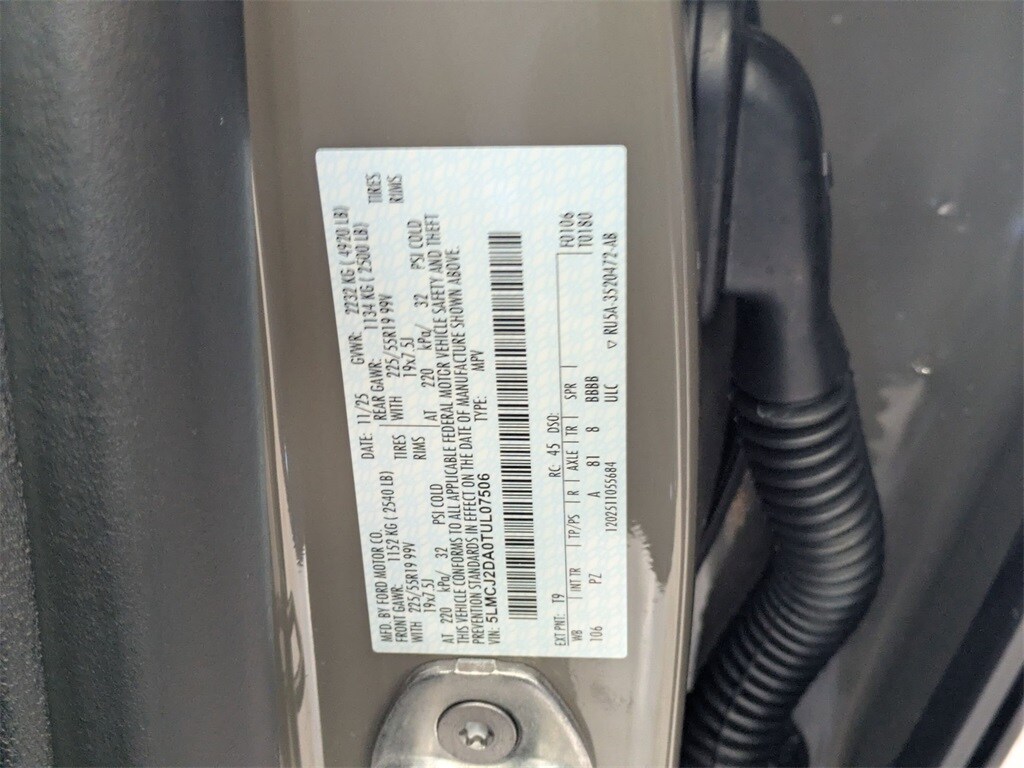 MFD. BY FORD MOTOR CO. DATE: 11/25 GVWR: 2232 KG ( 4920 LB)
FRONT GAWR: 1152 KG ( 2540 LB) REAR GAWR: 1134 KG ( 2500 LB)
WITH 225/55R19 99V TIRES WITH 225/55R19 99V TIRES
19x7.5J RIMS 19x7.5J RIMS
AT 220 kPa/ 32 PSI COLD AT 220 kPa/ 32 PSI COLD
THIS VEHICLE CONFORMS TO ALL APPLICABLE FEDERAL MOTOR VEHICLE SAFETY AND THEFT
PREVENTION STANDARDS IN EFFECT ON THE DATE OF MANUFACTURE SHOWN ABOVE.
VIN: 5LMCJ2DA0TUL07506 TYPE: MPV
EXT PNT: T9 RC: 45 DSO: F0106
WB INT TR TP/PS R AXLE TR SPR T0180
106 PZ A 81 8 BBBB
1202511055684 ULC ▽ RU5A-3520472-AB